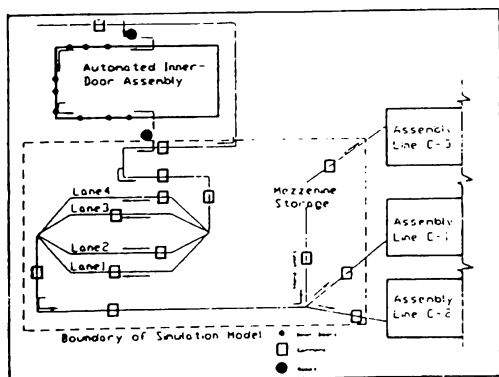 Automated Inner-
Door Assembly
Assembly
Line C-3
Lane4
Lane3
Mezzenine
Storage
Assembly
Line C-1
Lane2
Lane1
Assembly
Line C-2
Boundary of Simulation Model